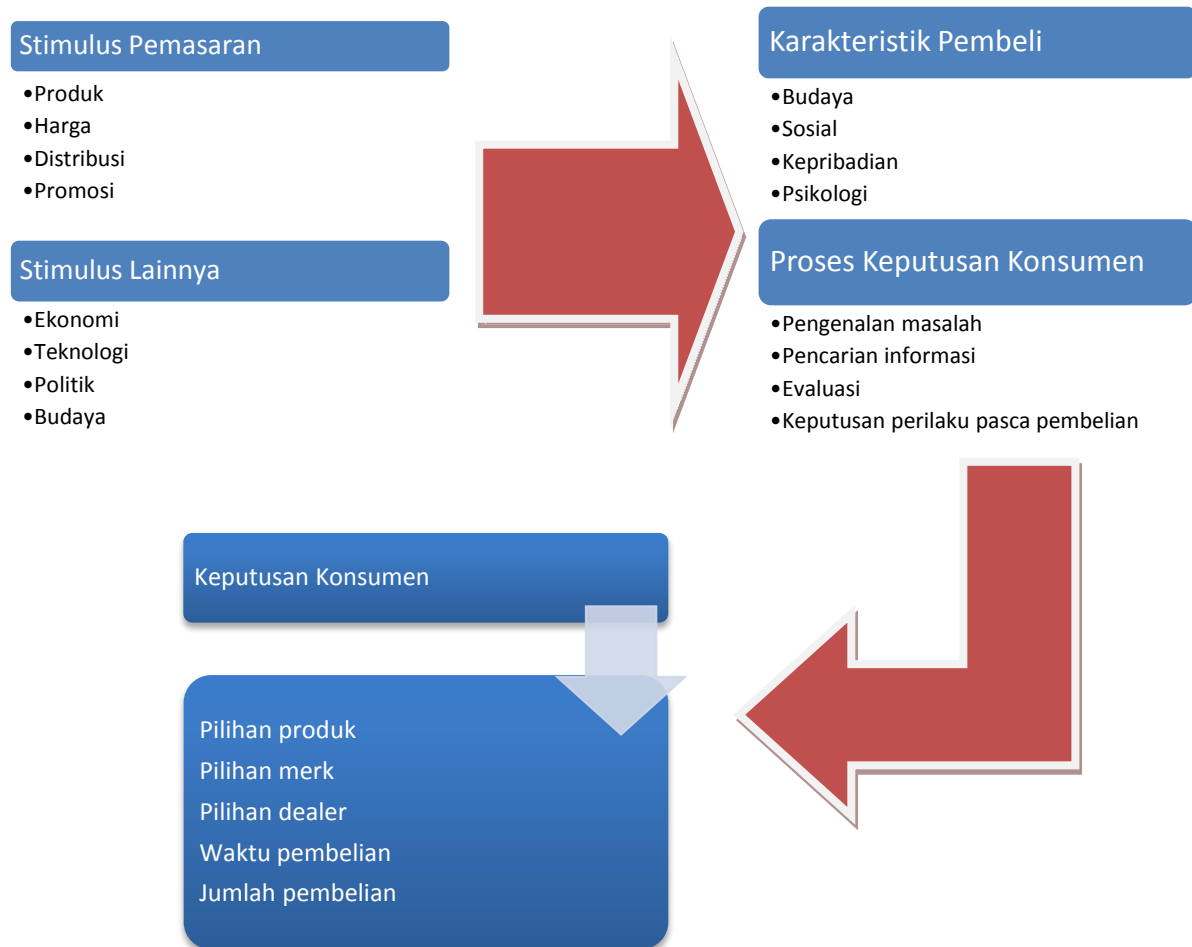 Stimulus Pemasaran
•Produk
•Harga
•Distribusi
•Promosi
Stimulus Lainnya
•Ekonomi
•Teknologi
•Politik
•Budaya
Karakteristik Pembeli
•Budaya
•Sosial
•Kepribadian
•Psikologi
Proses Keputusan Konsumen
•Pengenalan masalah
•Pencarian informasi
•Evaluasi
•Keputusan perilaku pasca pembelian
Keputusan Konsumen
Pilihan produk
Pilihan merk
Pilihan dealer
Waktu pembelian
Jumlah pembelian